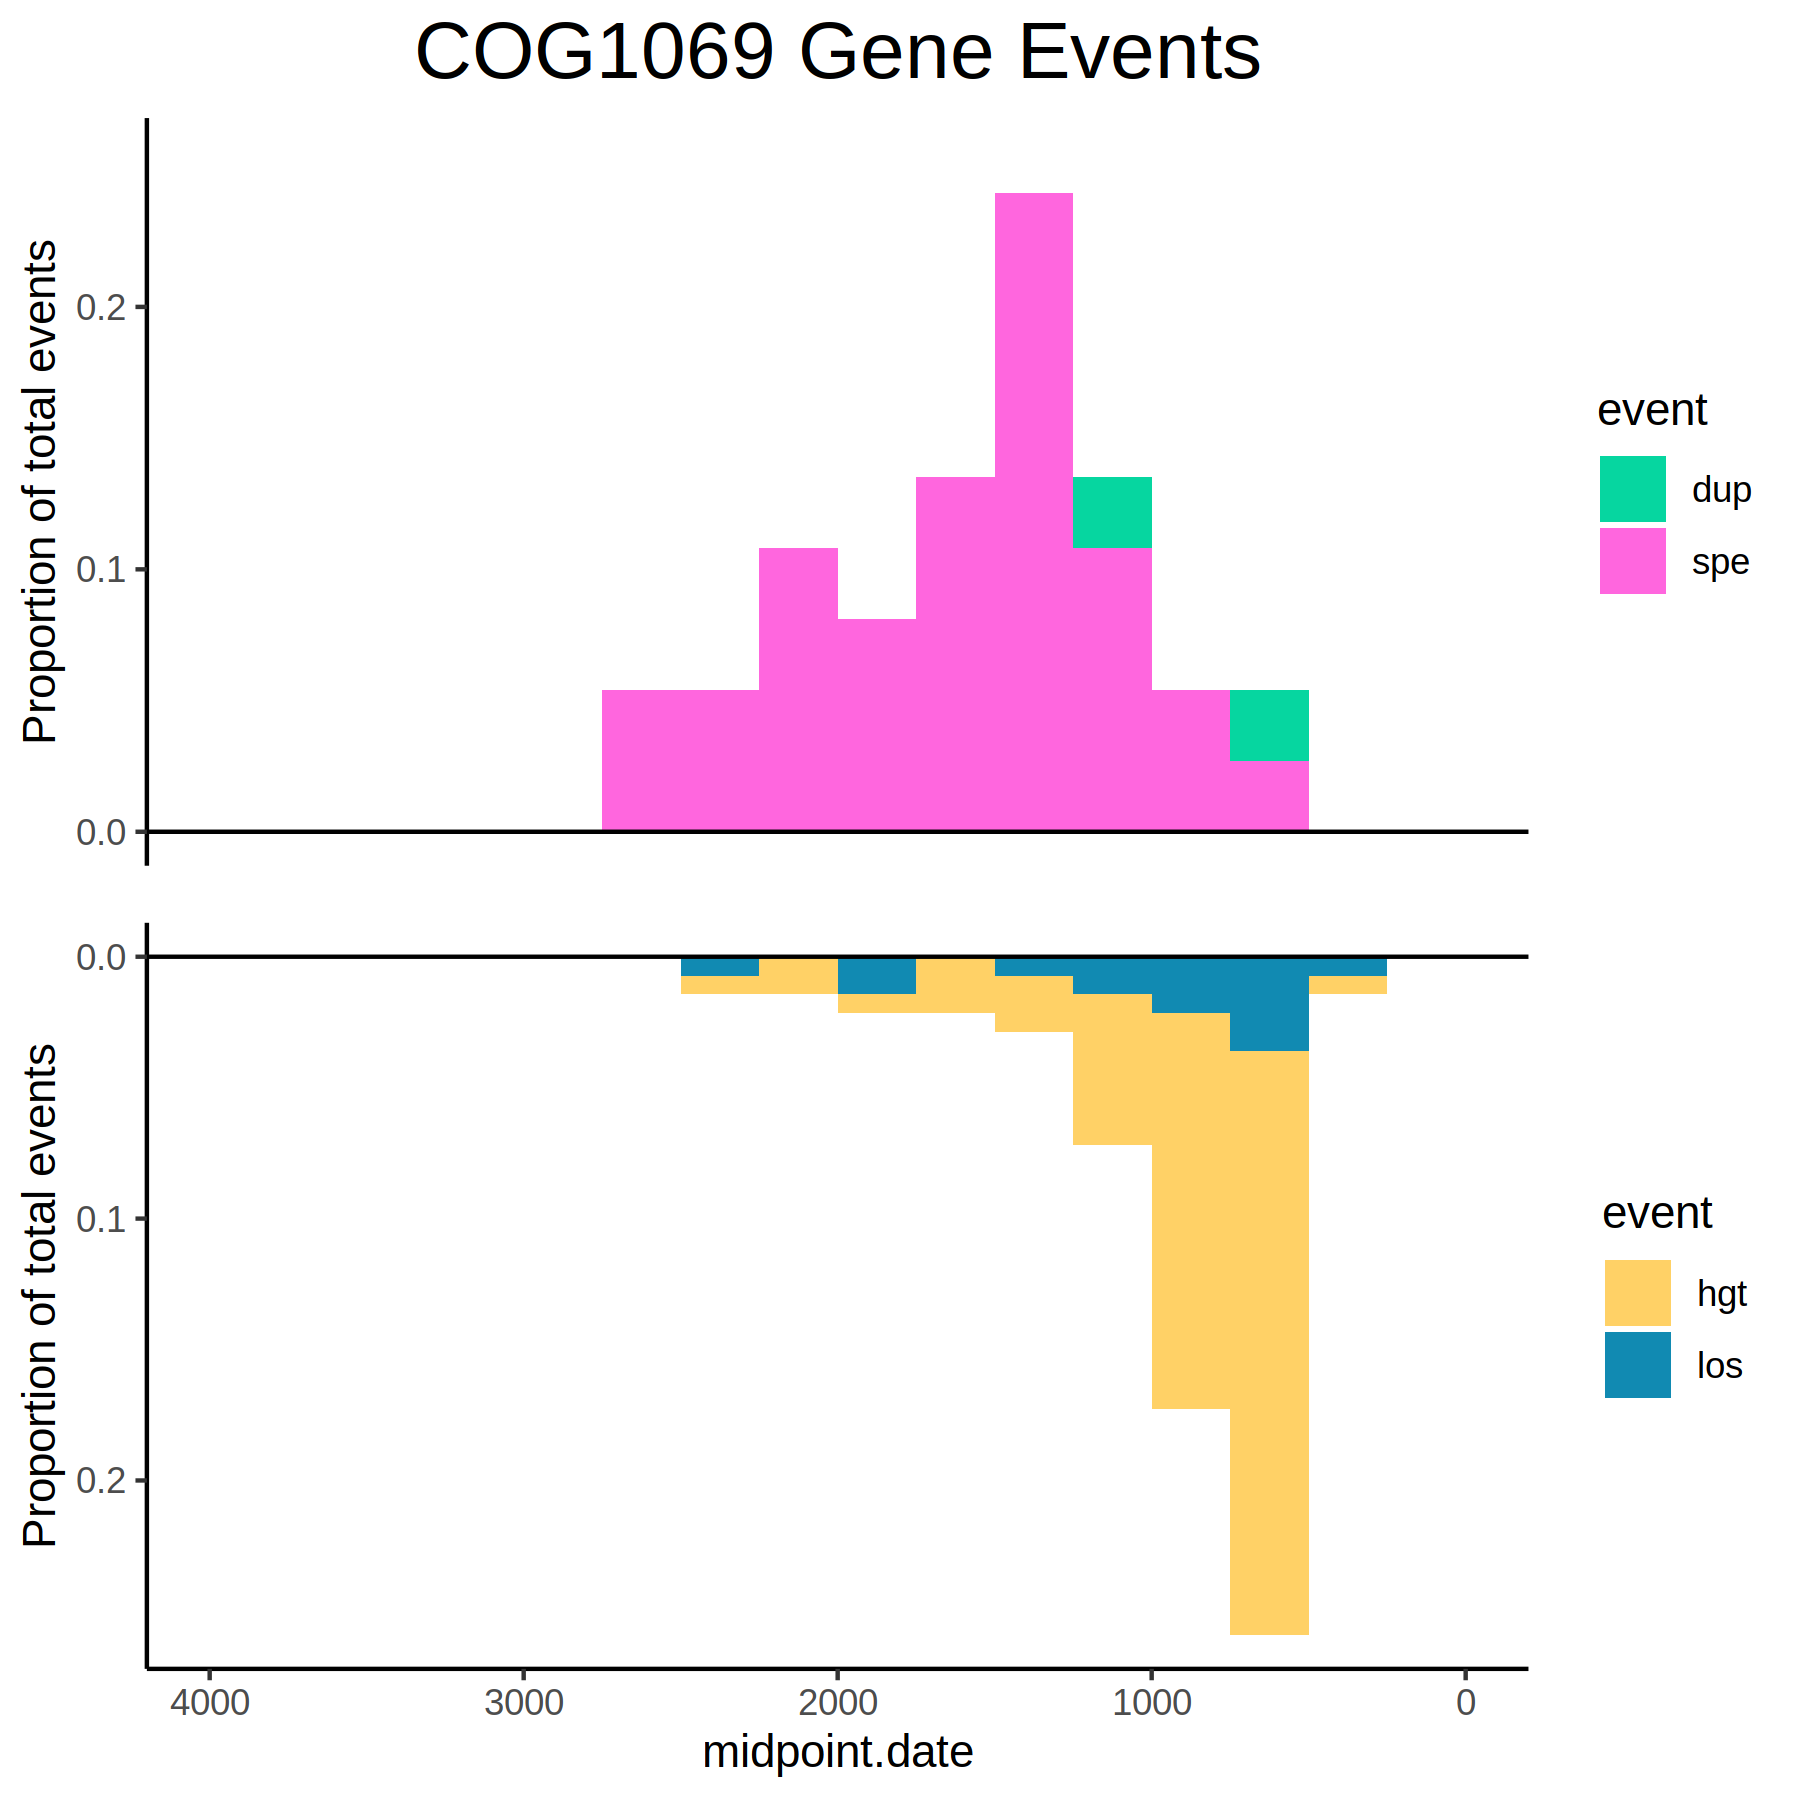 COG1069 Gene Events
Proportion of total events
0.2
0.1
0.0
event
dup
spe
Proportion of total events
0.0
0.1
0.2
event
hgt
los
4000 3000 2000 1000 0
midpoint.date